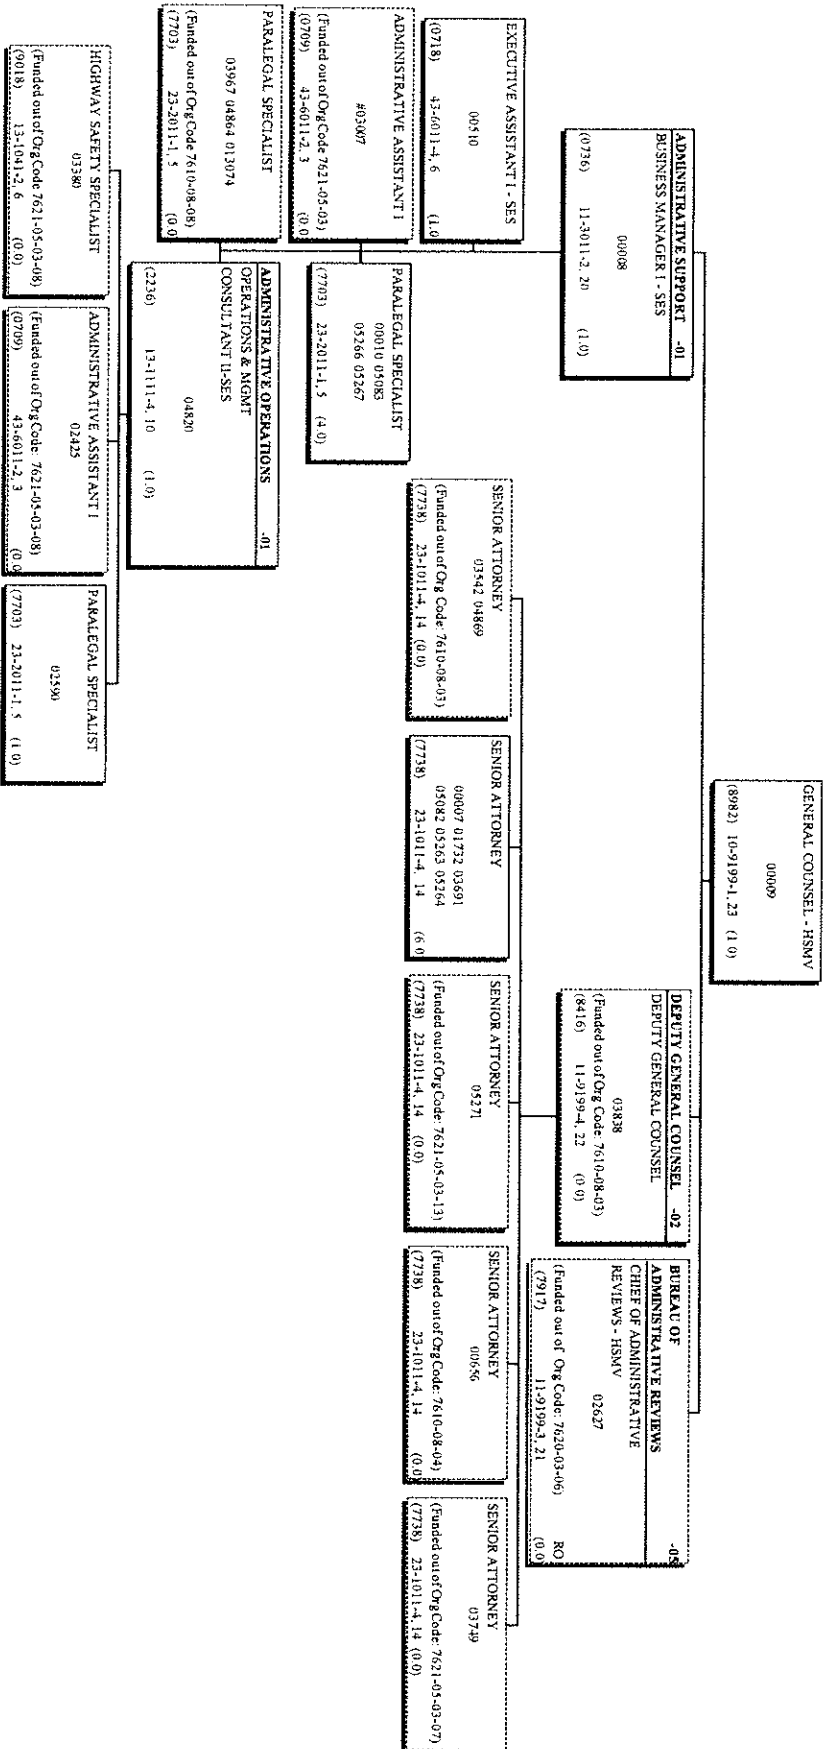 GENERAL COUNSEL - HSMV
00009
(8982) 10-9199-1, 23 (1.0)
ADMINISTRATIVE SUPPORT -01
BUSINESS MANAGER I - SES
00008
(0736) 11-3011-2, 20 (1.0)
DEPUTY GENERAL COUNSEL -02
DEPUTY GENERAL COUNSEL
03838
(Funded out of Org Code: 7610-08-03)
(8416) 11-9199-4, 22 (0.0)
BUREAU OF
ADMINISTRATIVE REVIEWS -05
CHIEF OF ADMINISTRATIVE
REVIEWS - HSMV
02627
(Funded out of Org Code: 7620-03-06) RO
(7917) 11-9199-3, 21 (0.0)
EXECUTIVE ASSISTANT I - SES
00510
(0718) 43-6011-4, 6 (1.0
ADMINISTRATIVE ASSISTANT I
#03007
(Funded out of Org Code 7621-05-03)
(0709) 43-6011-2, 3 (0.0
PARALEGAL SPECIALIST
00010 05083
05266 05267
(7703) 23-2011-1, 5 (4.0)
PARALEGAL SPECIALIST
03967 04864 013074
(Funded out of Org Code 7610-08-08)
(7703) 23-2011-1, 5 (0.0
ADMINISTRATIVE OPERATIONS -01
OPERATIONS & MGMT
CONSULTANT II-SES
04820
(2236) 13-1111-4, 10 (1.0)
HIGHWAY SAFETY SPECIALIST
03380
(Funded out of Org Code 7621-05-03-08)
(9018) 13-1041-2, 6 (0.0)
ADMINISTRATIVE ASSISTANT I
02425
(Funded out of Org Code: 7621-05-03-08)
(0709) 43-6011-2, 3 (0.0
PARALEGAL SPECIALIST
02590
(7703) 23-2011-1, 5 (1.0)
SENIOR ATTORNEY
03542 04869
(Funded out of Org Code: 7610-08-03)
(7738) 23-1011-4, 14 (0.0)
SENIOR ATTORNEY
00007 01732 03691
05082 05263 05264
(7738) 23-1011-4, 14 (6.0
SENIOR ATTORNEY
05271
(Funded out of Org Code: 7621-05-03-13)
(7738) 23-1011-4, 14 (0.0)
SENIOR ATTORNEY
00656
(Funded out of Org Code: 7610-08-04)
(7738) 23-1011-4, 14 (0.0
SENIOR ATTORNEY
03749
(Funded out of Org Code: 7621-05-03-07)
(7738) 23-1011-4, 14 (0.0)